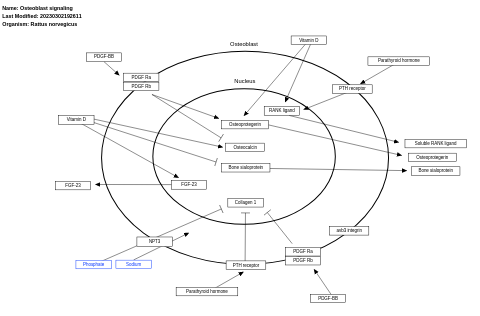 Name: Osteoblast signaling
Last Modified: 20230302192611
Organism: Rattus norvegicus
Osteoblast
Vitamin D
PDGF-BB
Parathyroid hormone
PDGF Ra
PDGF Rb
Nucleus
PTH receptor
RANK ligand
Vitamin D
Osteoprotegerin
Osteocalcin
Soluble RANK ligand
Osteoprotegerin
Bone sialoprotein
Bone sialoprotein
FGF-23
FGF-23
Collagen 1
avb3 integrin
NPT3
PDGF Ra
PDGF Rb
Phosphate
Sodium
PTH receptor
Parathyroid hormone
PDGF-BB